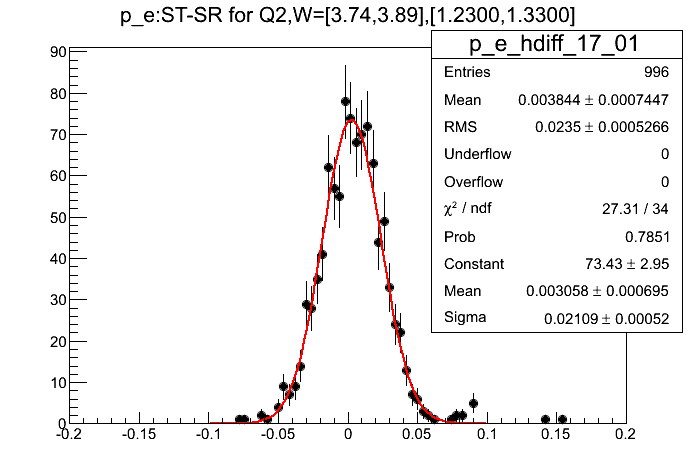 p_e:ST-SR for Q2,W=[3.74,3.89],[1.2300,1.3300]
p_e_hdiff_17_01
Entries 996
Mean 0.003844 ± 0.0007447
RMS 0.0235 ± 0.0005266
Underflow 0
Overflow 0
χ² / ndf 27.31 / 34
Prob 0.7851
Constant 73.43 ± 2.95
Mean 0.003058 ± 0.000695
Sigma 0.02109 ± 0.00052
90
80
70
60
50
40
30
20
10
0
-0.2 -0.15 -0.1 -0.05 0 0.05 0.1 0.15 0.2